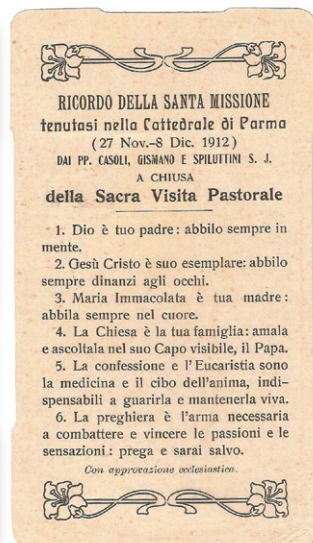 RICORDO DELLA SANTA MISSIONE
tenutasi nella Cattedrale di Parma
(27 Nov.-8 Dic. 1912)
DAI PP. CASOLI, GISMANO E SPILUTTINI S. J.
A CHIUSA
della Sacra Visita Pastorale
1. Dio è tuo padre: abbilo sempre in
mente.
2. Gesù Cristo è suo esemplare: abbilo
sempre dinanzi agli occhi.
3. Maria Immacolata è tua madre:
abbila sempre nel cuore.
4. La Chiesa è la tua famiglia: amala
e ascoltala nel suo Capo visibile, il Papa.
5. La confessione e l'Eucaristia sono
la medicina e il cibo dell'anima, indi-
spensabili a guarirla e mantenerla viva.
6. La preghiera è l'arma necessaria
a combattere e vincere le passioni e le
sensazioni: prega e sarai salvo.
Con approvazione ecclesiastica.